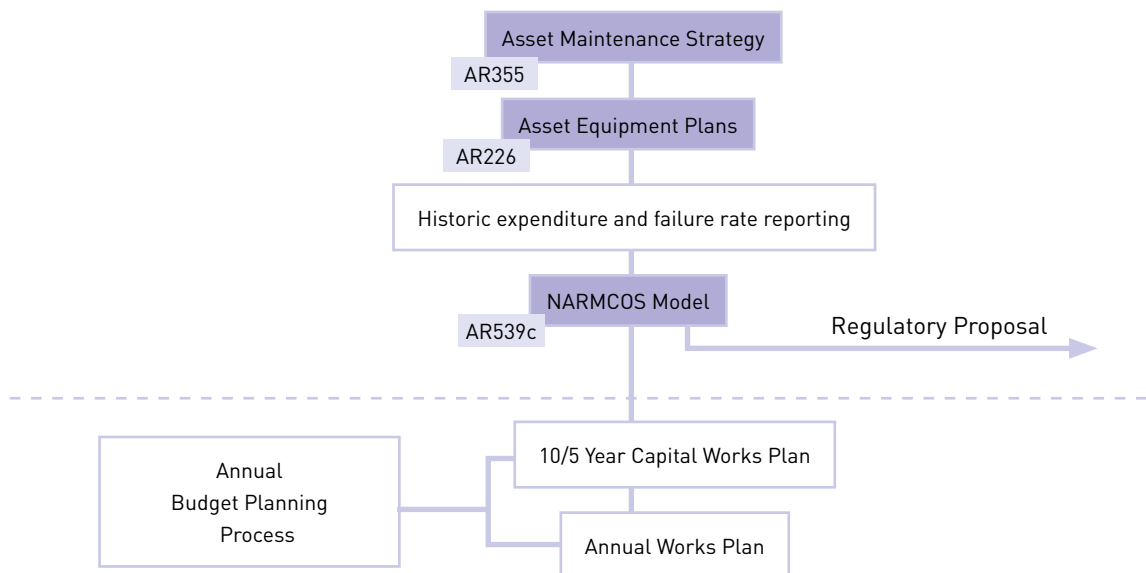 Asset Maintenance Strategy
AR355
Asset Equipment Plans
AR226
Historic expenditure and failure rate reporting
NARMCOS Model
AR539c
Regulatory Proposal
10/5 Year Capital Works Plan
Annual
Budget Planning
Process
Annual Works Plan